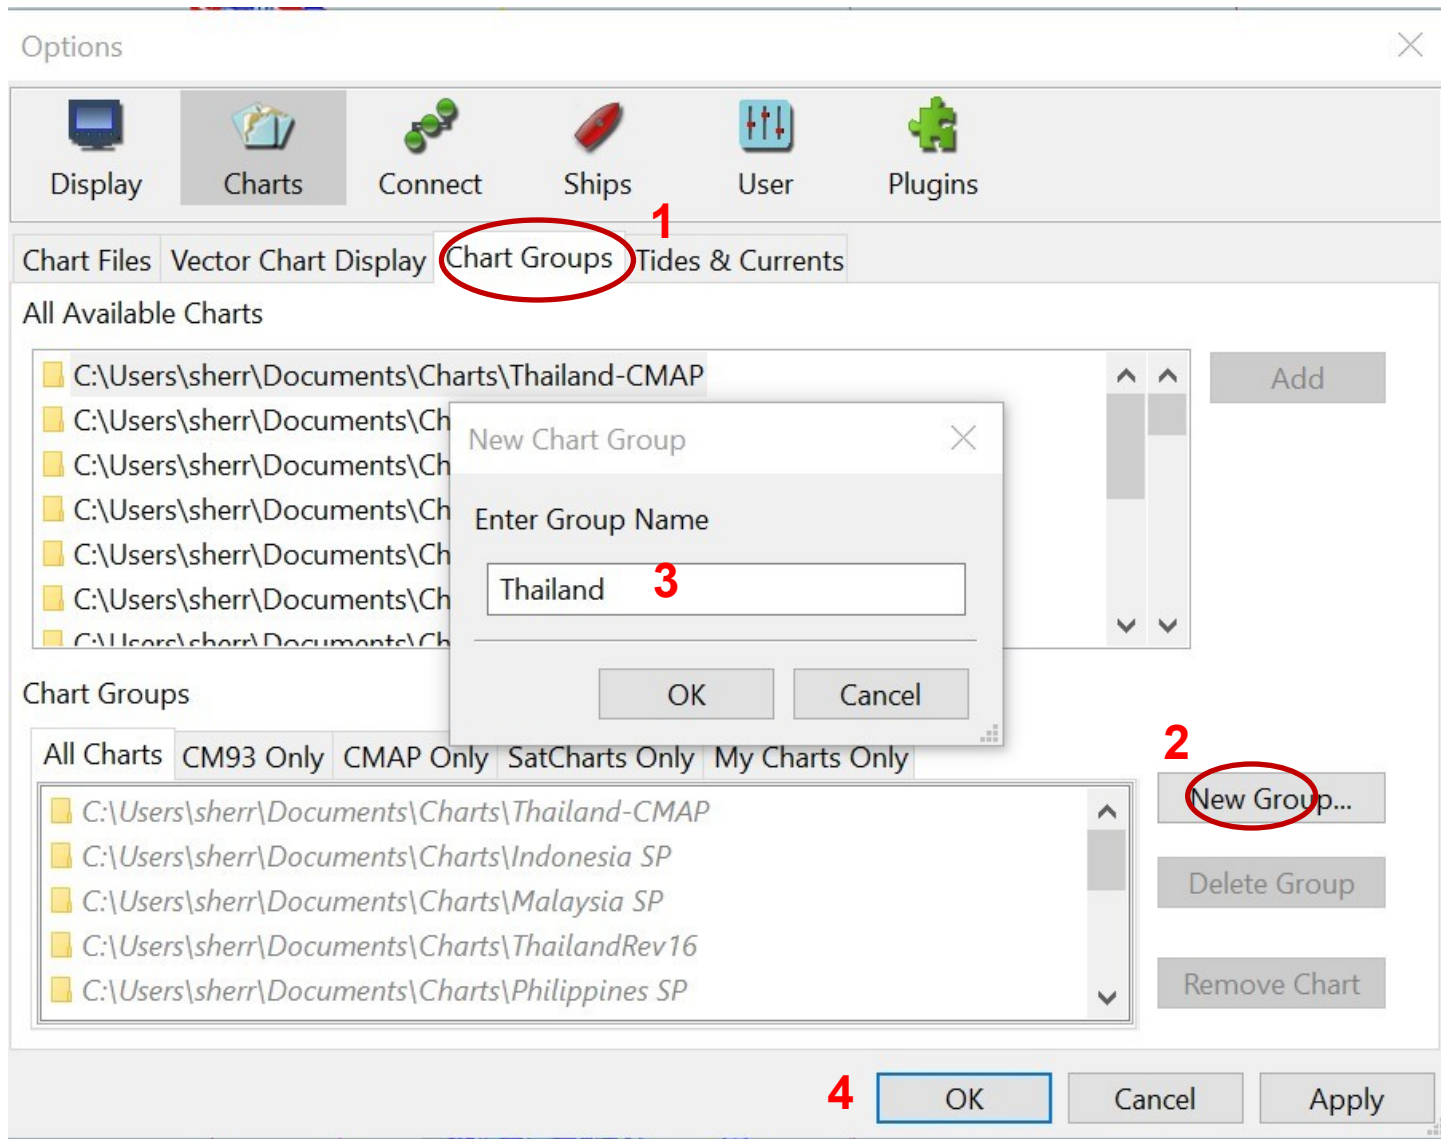 Options
Display Charts Connect Ships User Plugins
1
Chart Files Vector Chart Display Chart Groups Tides & Currents
All Available Charts
C:\Users\sherr\Documents\Charts\Thailand-CMAP
Add
C:\Users\sherr\Documents\Ch
C:\Users\sherr\Documents\Ch
C:\Users\sherr\Documents\Ch
C:\Users\sherr\Documents\Ch
C:\Users\sherr\Documents\Ch
C:\Users\sherr\Documents\Ch
New Chart Group
Enter Group Name
Thailand 3
OK Cancel
Chart Groups
All Charts CM93 Only CMAP Only SatCharts Only My Charts Only
2
C:\Users\sherr\Documents\Charts\Thailand-CMAP
C:\Users\sherr\Documents\Charts\Indonesia SP
C:\Users\sherr\Documents\Charts\Malaysia SP
C:\Users\sherr\Documents\Charts\ThailandRev16
C:\Users\sherr\Documents\Charts\Philippines SP
New Group...
Delete Group
Remove Chart
4 OK Cancel Apply